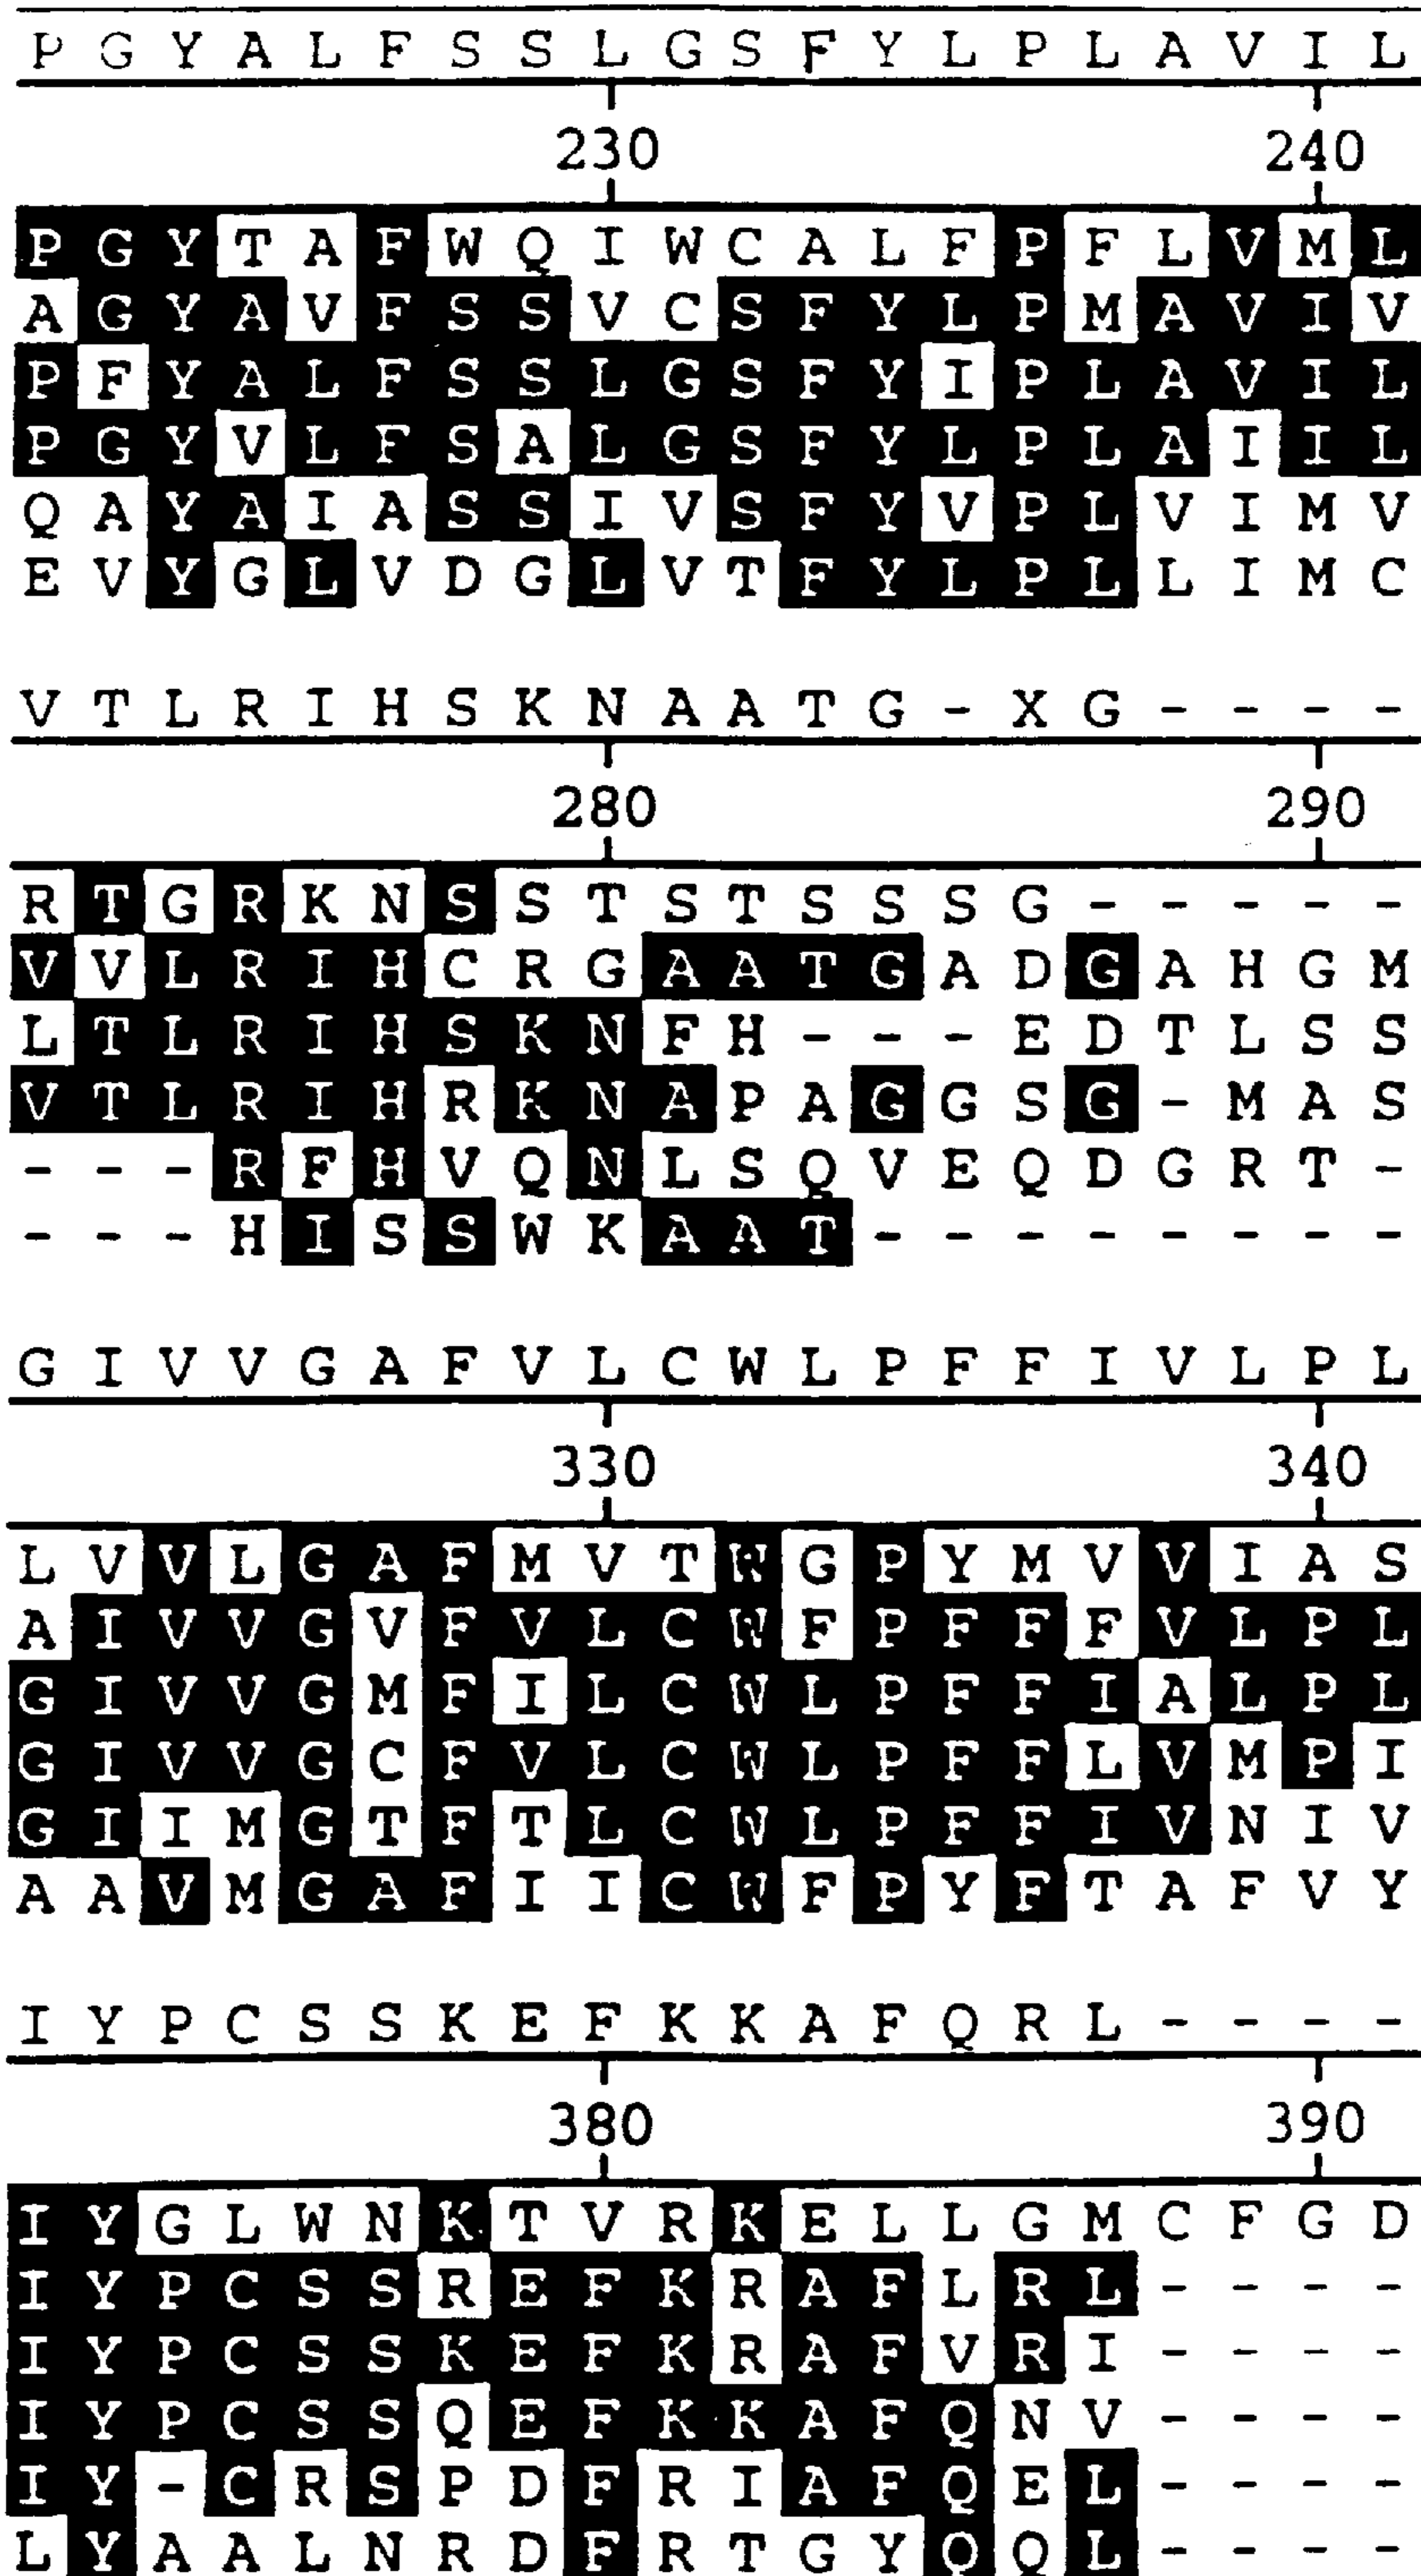 P G Y A L F S S L G S F Y L P L A V I L
230 240
P G Y T A F W Q I W C A L F P F L V M L
A G Y A V F S S V C S F Y L P M A V I V
P F Y A L F S S L G S F Y I P L A V I L
P G Y V L F S A L G S F Y L P L A I I L
Q A Y A I A S S I V S F Y V P L V I M V
E V Y G L V D G L V T F Y L P L L I M C
V T L R I H S K N A A T G - X G - - - -
280 290
R T G R K N S S T S T S S S G - - - - -
V V L R I H C R G A A T G A D G A H G M
L T L R I H S K N F H - - - E D T L S S
V T L R I H R K N A P A G G S G - M A S
- - - R F H V Q N L S Q V E Q D G R T -
- - - H I S S W K A A T - - - - - - - -
G I V V G A F V L C W L P F F I V L P L
330 340
L V V L G A F M V T W G P Y M V V I A S
A I V V G V F V L C W F P F F F V L P L
G I V V G M F I L C W L P F F I A L P L
G I V V G C F V L C W L P F F L V M P I
G I I M G T F T L C W L P F F I V N I V
A A V M G A F I I C W F P Y F T A F V Y
I Y P C S S K E F K K A F Q R L - - - -
380 390
I Y G L W N K T V R K E L L G M C F G D
I Y P C S S R E F K R A F L R L - - - -
I Y P C S S K E F K R A F V R I - - - -
I Y P C S S Q E F K K A F Q N V - - - -
I Y - C R S P D F R I A F Q E L - - - -
L Y A A L N R D F R T G Y Q Q L - - - -